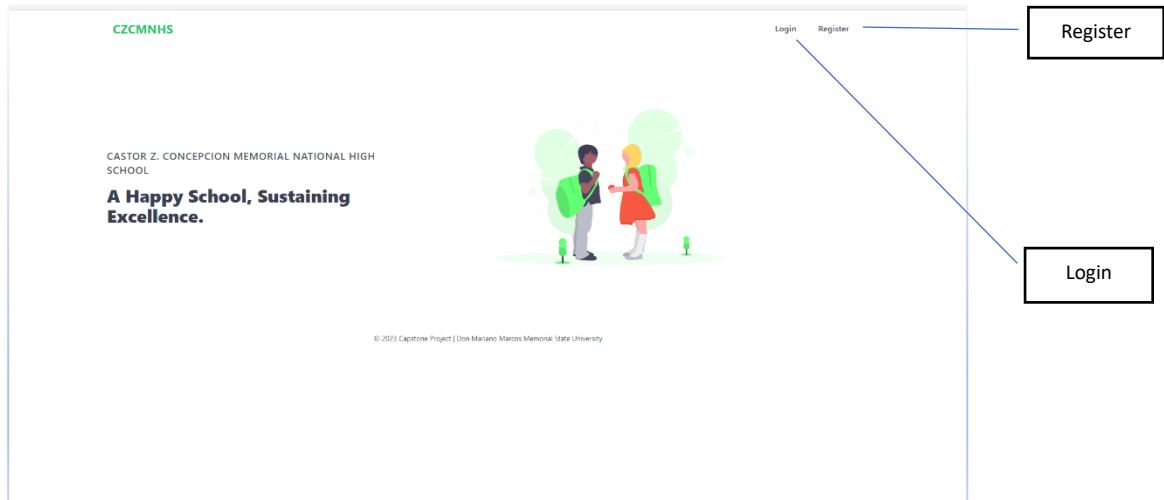 CZCMNHS
Login Register
Register
CASTOR Z. CONCEPCION MEMORIAL NATIONAL HIGH
SCHOOL
A Happy School, Sustaining
Excellence.
Login
© 2023 Capstone Project | Don Mariano Marcos Memorial State University